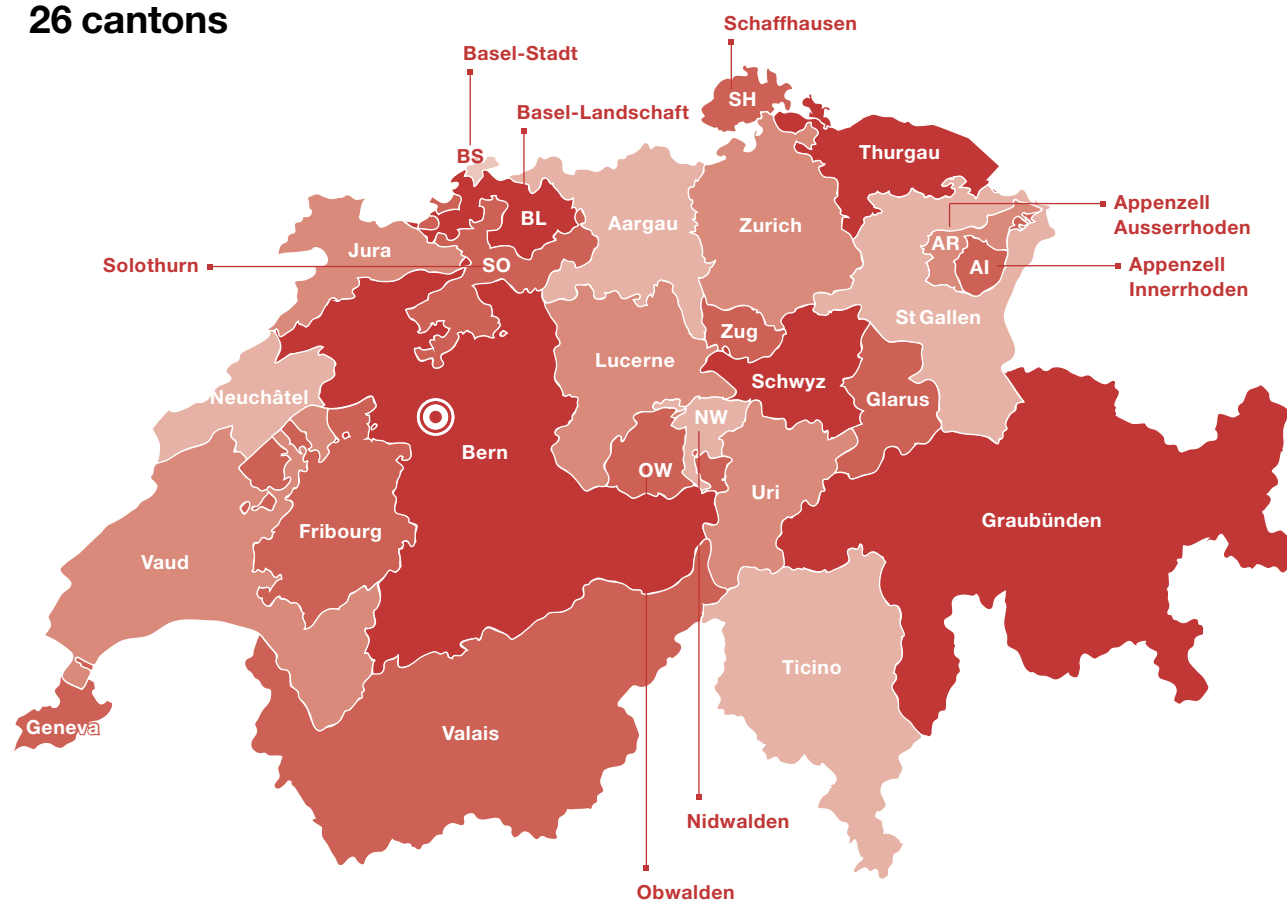 26 cantons
Schaffhausen
Basel-Stadt
SH
Basel-Landschaft
BS
Thurgau
Appenzell
Ausserrhoden
BL
Aargau
Zurich
Jura
AR
Solothurn
SO
AI
Appenzell
Innerrhoden
St Gallen
Zug
Lucerne
Schwyz
Neuchâtel
Glarus
NW
Bern
OW
Uri
Graubünden
Fribourg
Vaud
Ticino
Geneva
Valais
Nidwalden
Obwalden